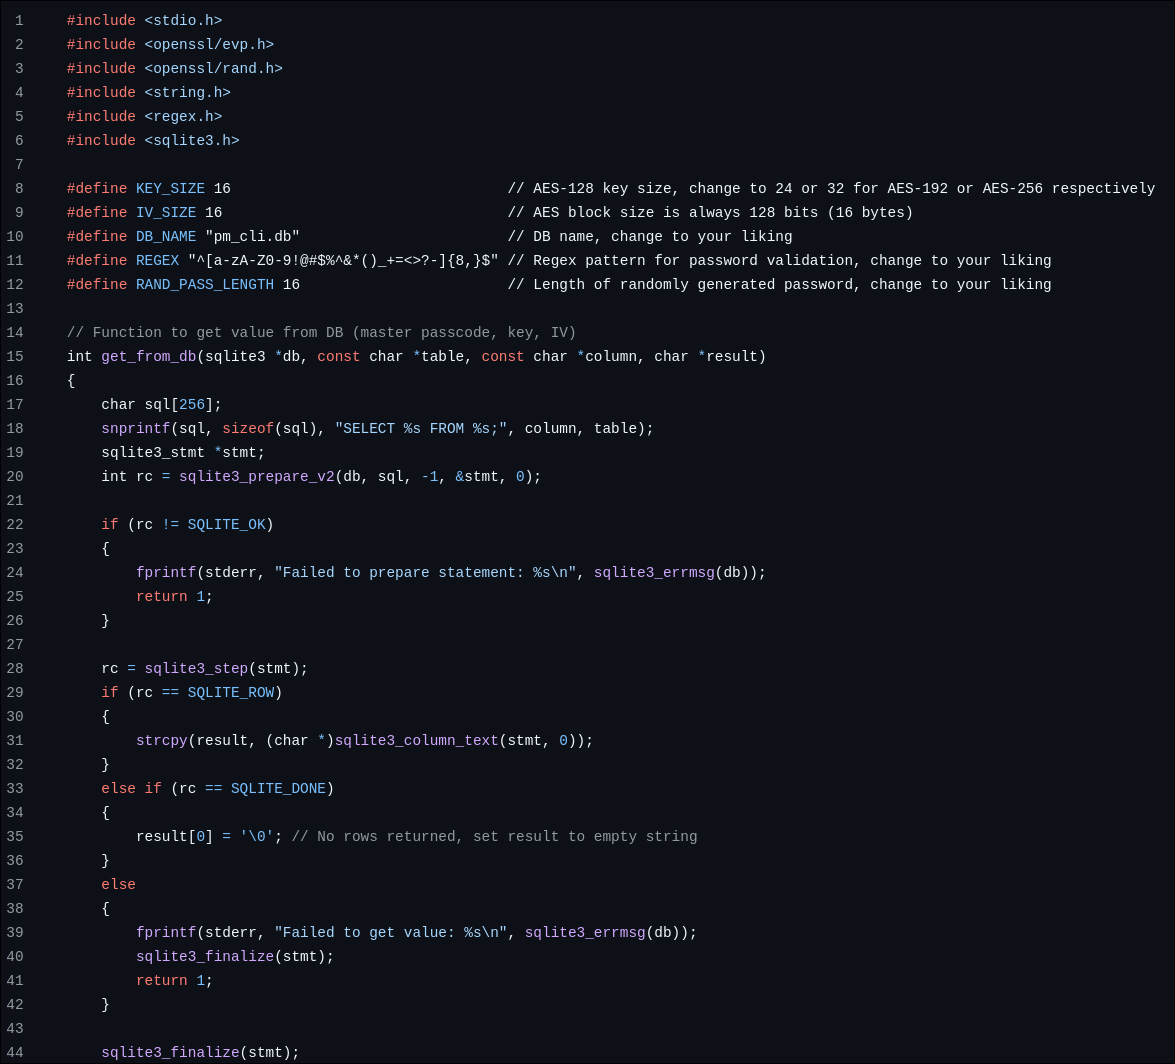 1 #include <stdio.h>
2 #include <openssl/evp.h>
3 #include <openssl/rand.h>
4 #include <string.h>
5 #include <regex.h>
6 #include <sqlite3.h>
7
8 #define KEY_SIZE 16                                // AES-128 key size, change to 24 or 32 for AES-192 or AES-256 respectively
9 #define IV_SIZE 16                                 // AES block size is always 128 bits (16 bytes)
10 #define DB_NAME "pm_cli.db"                        // DB name, change to your liking
11 #define REGEX "^[a-zA-Z0-9!@#$%^&*()_+=<>?-]{8,}$" // Regex pattern for password validation, change to your liking
12 #define RAND_PASS_LENGTH 16                        // Length of randomly generated password, change to your liking
13
14 // Function to get value from DB (master passcode, key, IV)
15 int get_from_db(sqlite3 *db, const char *table, const char *column, char *result)
16 {
17     char sql[256];
18     snprintf(sql, sizeof(sql), "SELECT %s FROM %s;", column, table);
19     sqlite3_stmt *stmt;
20     int rc = sqlite3_prepare_v2(db, sql, -1, &stmt, 0);
21
22     if (rc != SQLITE_OK)
23     {
24         fprintf(stderr, "Failed to prepare statement: %s\n", sqlite3_errmsg(db));
25         return 1;
26     }
27
28     rc = sqlite3_step(stmt);
29     if (rc == SQLITE_ROW)
30     {
31         strcpy(result, (char *)sqlite3_column_text(stmt, 0));
32     }
33     else if (rc == SQLITE_DONE)
34     {
35         result[0] = '\0'; // No rows returned, set result to empty string
36     }
37     else
38     {
39         fprintf(stderr, "Failed to get value: %s\n", sqlite3_errmsg(db));
40         sqlite3_finalize(stmt);
41         return 1;
42     }
43
44     sqlite3_finalize(stmt);